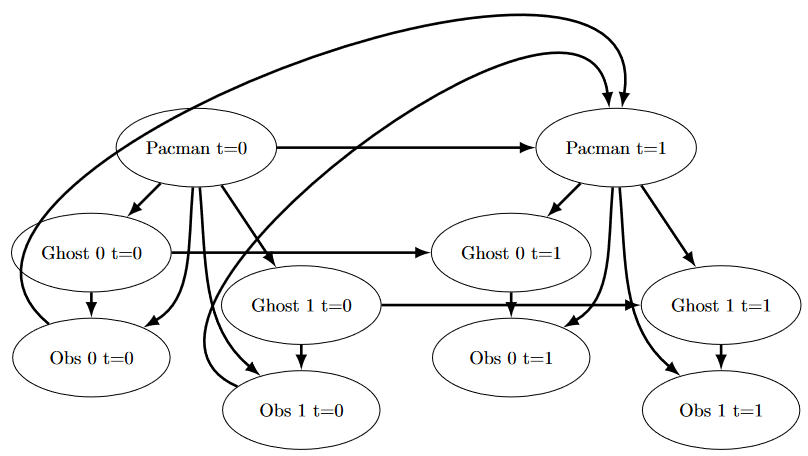 Pacman t=0
Pacman t=1
Ghost 0 t=0
Ghost 0 t=1
Ghost 1 t=0
Ghost 1 t=1
Obs 0 t=0
Obs 0 t=1
Obs 1 t=0
Obs 1 t=1